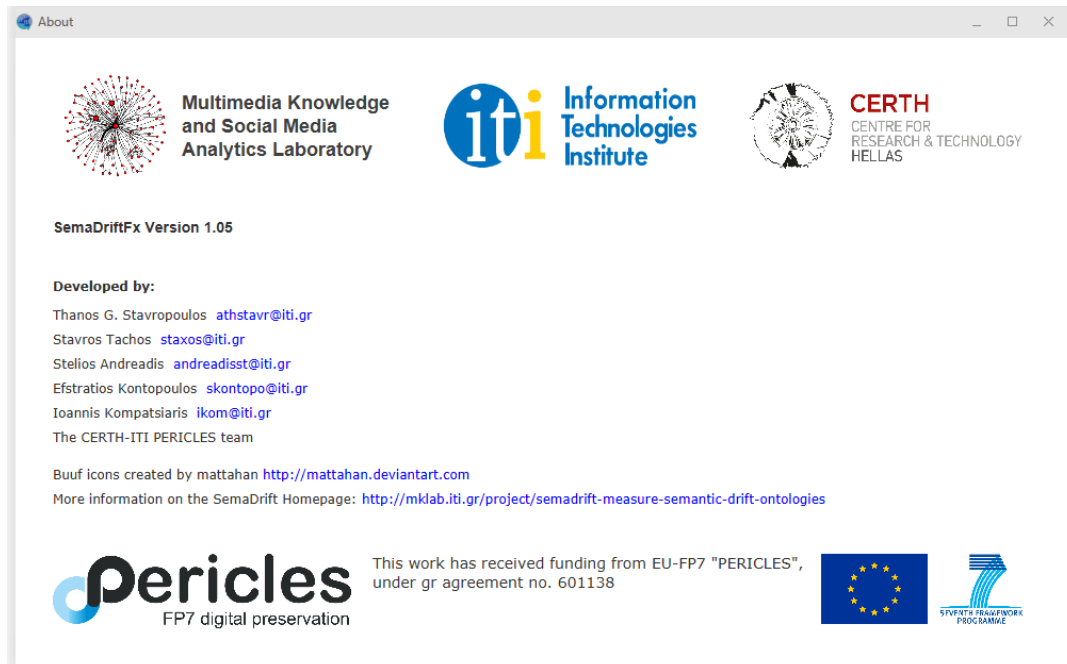 About
Multimedia Knowledge
and Social Media
Analytics Laboratory
iti
Information
Technologies
Institute
CERTH
CENTRE FOR
RESEARCH & TECHNOLOGY
HELLAS
SemaDriftFx Version 1.05
Developed by:
Thanos G. Stavropoulos athstavr@iti.gr
Stavros Tachos staxos@iti.gr
Stelios Andreadis andreadisst@iti.gr
Efstratios Kontopoulos skontopo@iti.gr
Ioannis Kompatsiaris ikom@iti.gr
The CERTH-ITI PERICLES team
Buuf icons created by mattahan http://mattahan.deviantart.com
More information on the SemaDrift Homepage: http://mklab.iti.gr/project/semadrift-measure-semantic-drift-ontologies
Pericles
FP7 digital preservation
This work has received funding from EU-FP7 "PERICLES",
under gr agreement no. 601138
SEVENTH FRAMEWORK
PROGRAMME